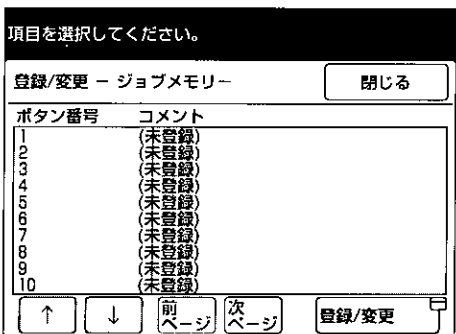 項目を選択してください。
登録/変更 － ジョブメモリー
閉じる
ボタン番号 コメント
1 (未登録)
2 (未登録)
3 (未登録)
4 (未登録)
5 (未登録)
6 (未登録)
7 (未登録)
8 (未登録)
9 (未登録)
10 (未登録)
↑ ↓ 前ページ 次ページ 登録/変更